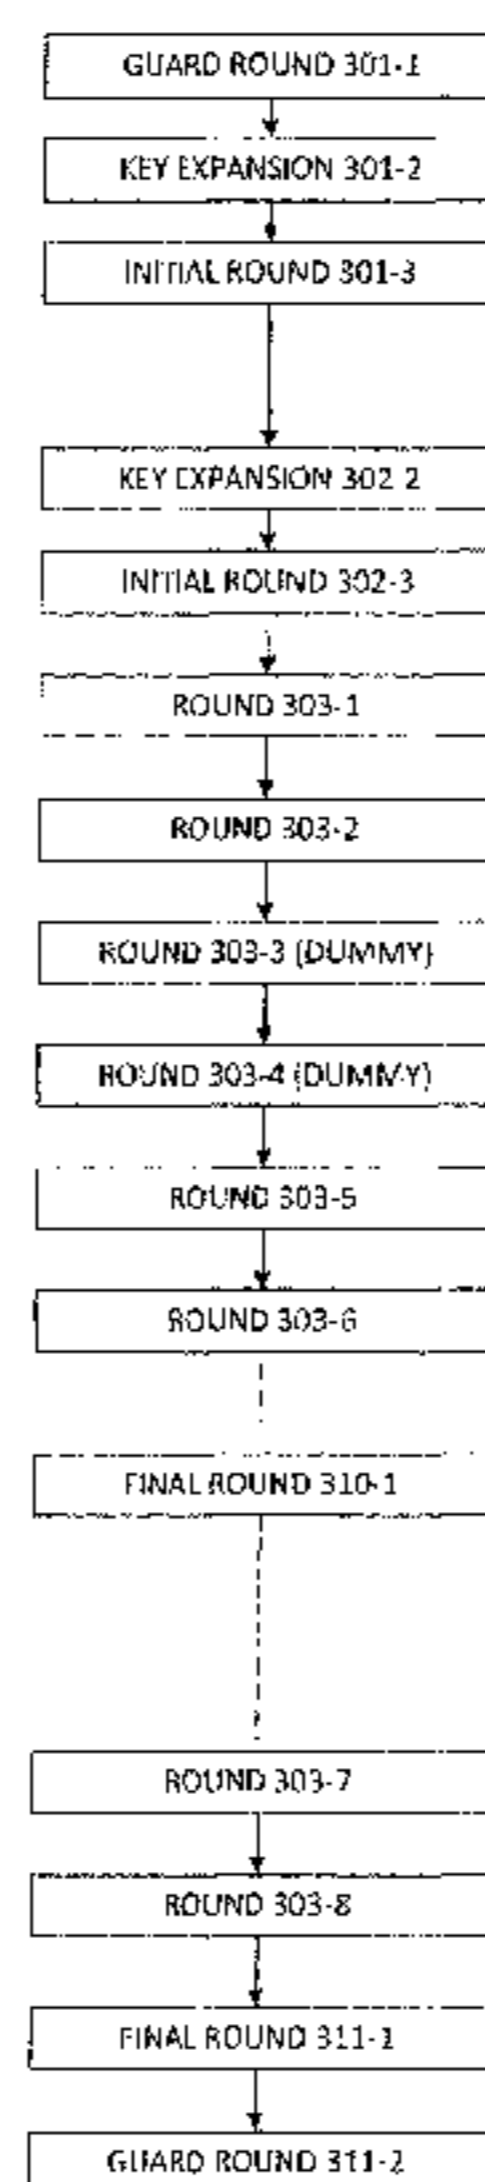 GUARD ROUND 301-1
KEY EXPANSION 301-2
INITIAL ROUND 301-3
KEY EXPANSION 302-2
INITIAL ROUND 302-3
ROUND 303-1
ROUND 303-2
ROUND 303-3 (DUMMY)
ROUND 303-4 (DUMMY)
ROUND 303-5
ROUND 303-6
FINAL ROUND 310-1
ROUND 303-7
ROUND 303-8
FINAL ROUND 311-1
GUARD ROUND 311-2